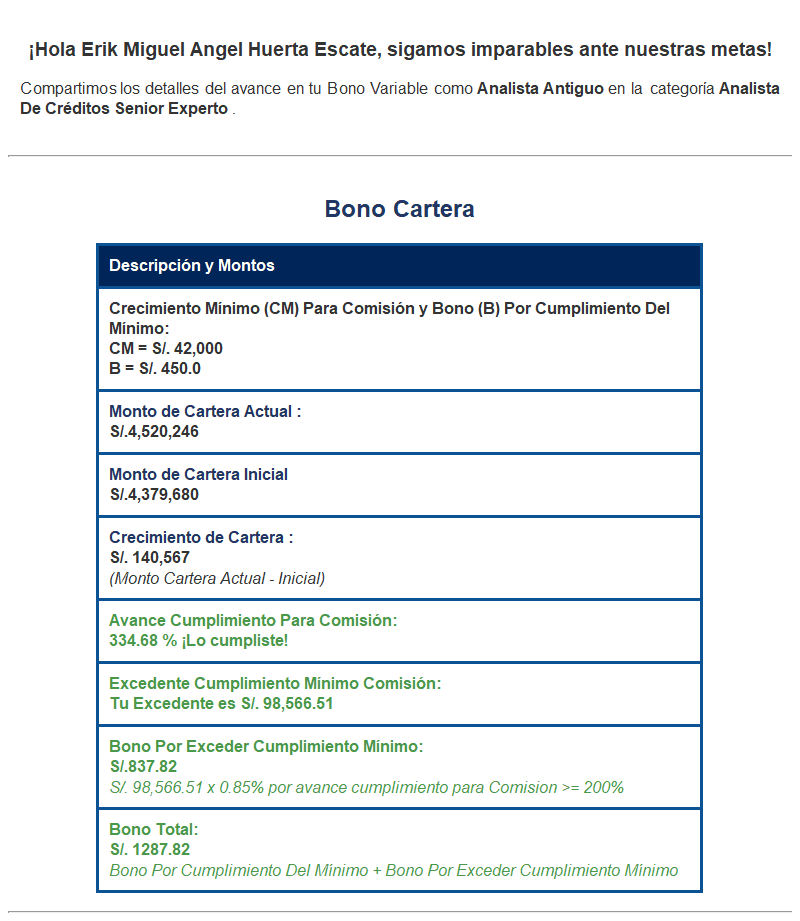 ¡Hola Erik Miguel Angel Huerta Escate, sigamos imparables ante nuestras metas!
Compartimos los detalles del avance en tu Bono Variable como Analista Antiguo en la categoría Analista
De Créditos Senior Experto .
Bono Cartera
Descripción y Montos
Crecimiento Mínimo (CM) Para Comisión y Bono (B) Por Cumplimiento Del
Mínimo:
CM = S/. 42,000
B = S/. 450.0
Monto de Cartera Actual :
S/.4,520,246
Monto de Cartera Inicial
S/.4,379,680
Crecimiento de Cartera :
S/. 140,567
(Monto Cartera Actual - Inicial)
Avance Cumplimiento Para Comisión:
334.68 % ¡Lo cumpliste!
Excedente Cumplimiento Mínimo Comisión:
Tu Excedente es S/. 98,566.51
Bono Por Exceder Cumplimiento Mínimo:
S/.837.82
S/. 98,566.51 x 0.85% por avance cumplimiento para Comision >= 200%
Bono Total:
S/. 1287.82
Bono Por Cumplimiento Del Mínimo + Bono Por Exceder Cumplimiento Mínimo